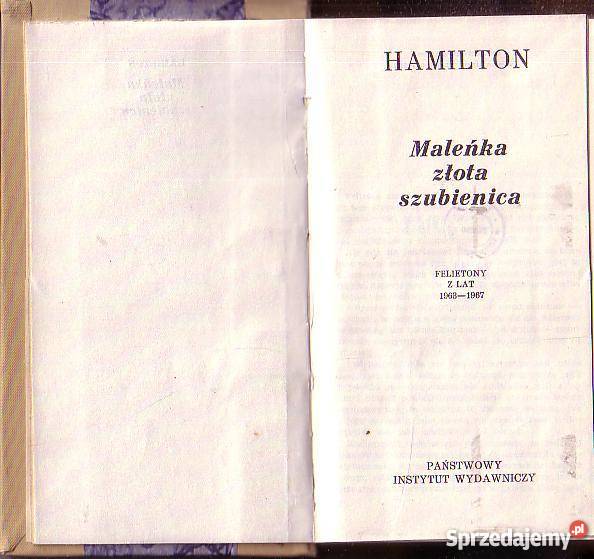 HAMILTON
Maleńka
złota
szubienica
FELIETONY
Z LAT
1963—1967
PAŃSTWOWY
INSTYTUT WYDAWNICZY
Sprzedajemy.pl